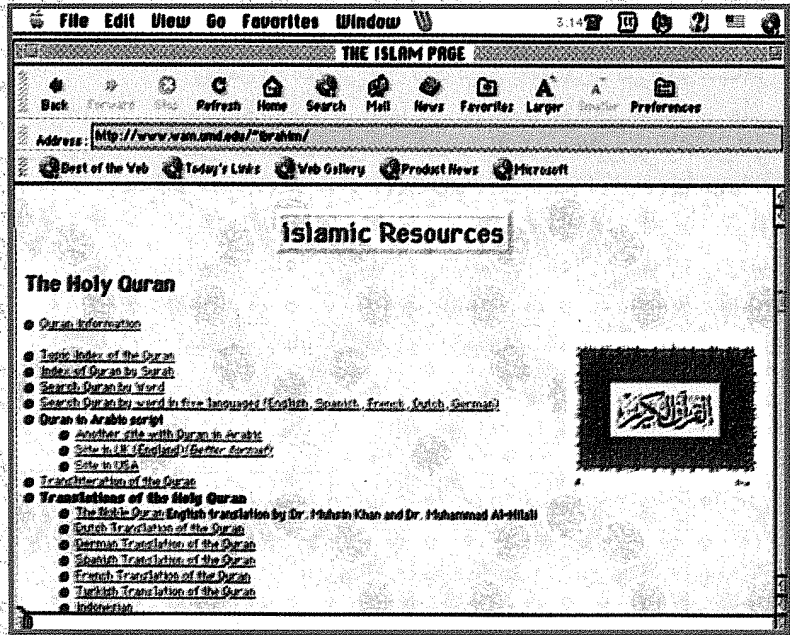 File Edit View Go Favorites Window 3:14
THE ISLAM PAGE
Back Forward Stop Refresh Home Search Mail News Favorites Larger Smaller Preferences
Address: http://www.wam.umd.edu/~ibrahim/
Best of the Web Today's Links Web Gallery Product News Microsoft
Islamic Resources
The Holy Quran
Quran Information
Topic Index of the Quran
Index of Quran by Surah
Search Quran by Word
Search Quran by word in five languages (English, Spanish, French, Dutch, German)
Quran in Arabic script
Another site with Quran in Arabic
Site in UK (England) (Better format)
Site in USA
القرآن الكريم
Transliteration of the Quran
Translations of the Holy Quran
The Noble Quran English translation by Dr. Muhsin Khan and Dr. Muhammad Al-Hilali
Dutch Translation of the Quran
German Translation of the Quran
Spanish Translation of the Quran
French Translation of the Quran
Turkish Translation of the Quran
Indonesian